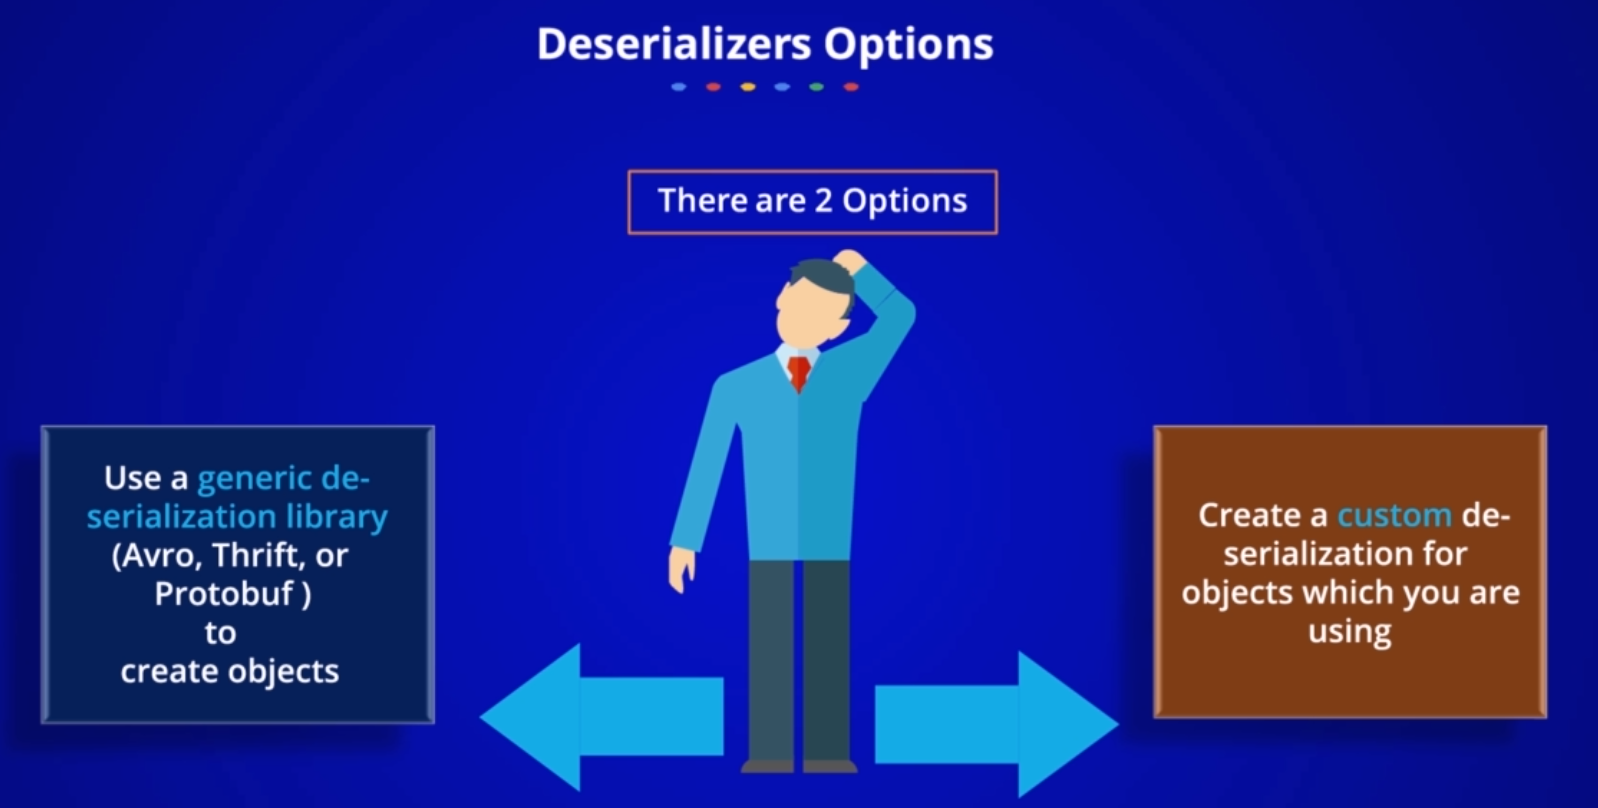 Deserializers Options
There are 2 Options
Use a generic de-
serialization library
(Avro, Thrift, or
Protobuf )
to
create objects
Create a custom de-
serialization for
objects which you are
using